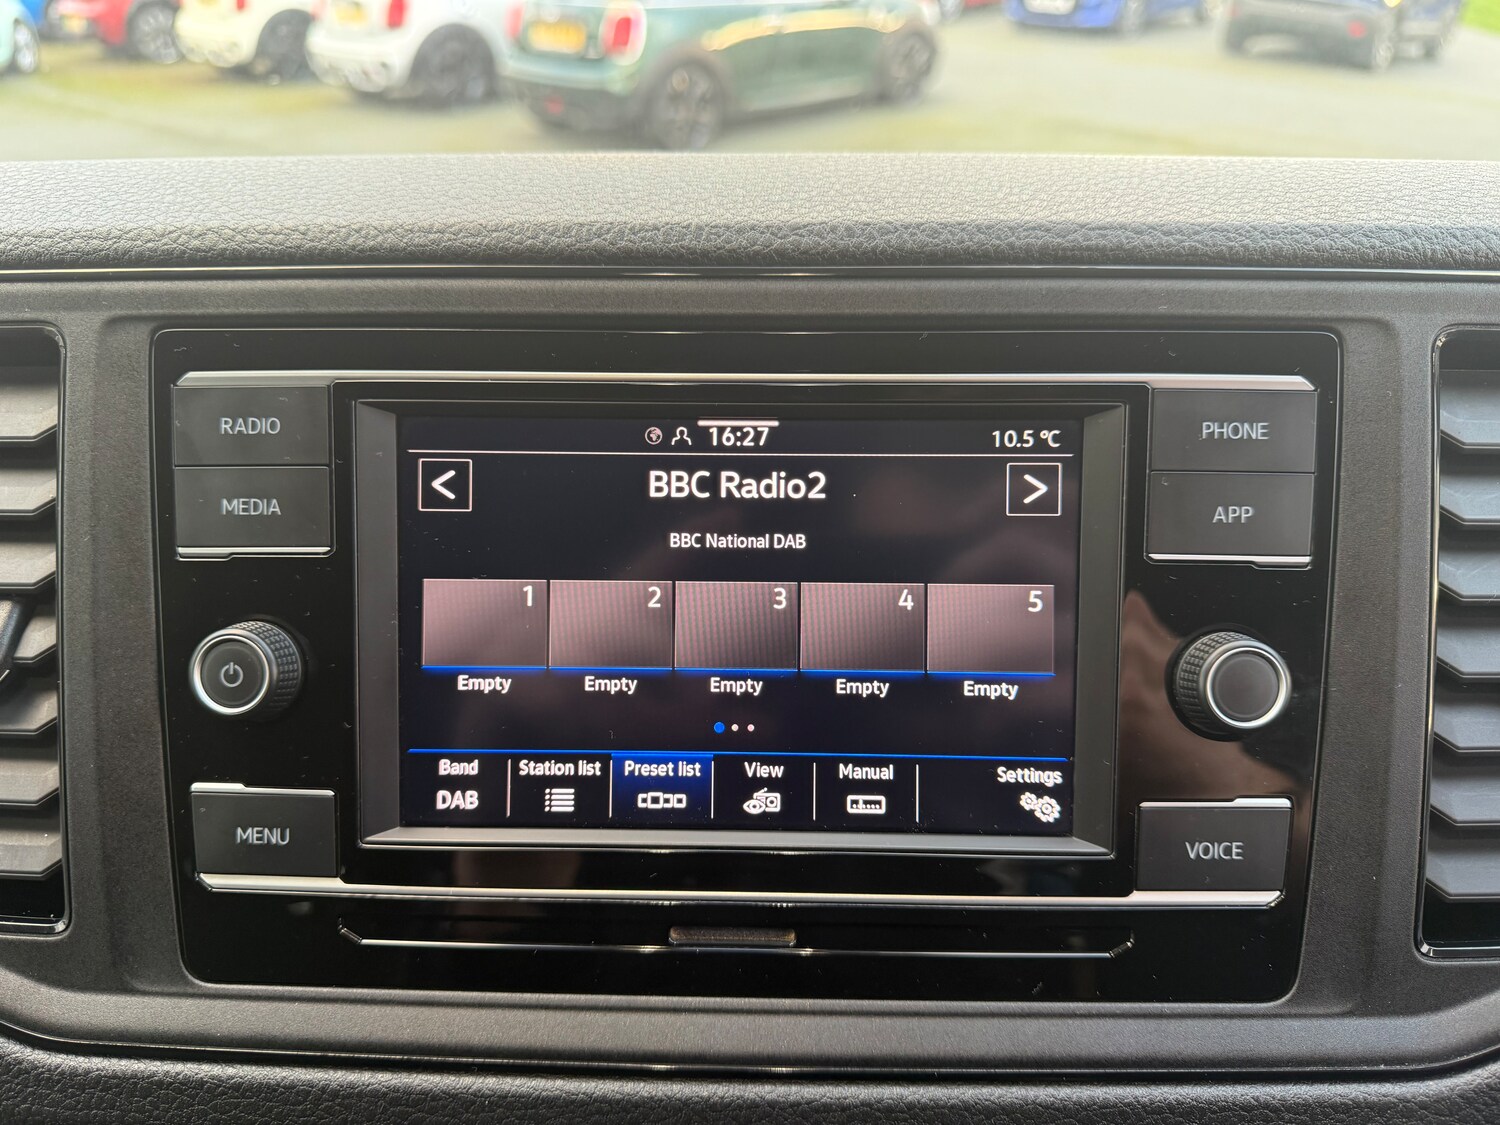 RADIO
MEDIA
MENU
16:27
10.5 °C
<
BBC Radio2
>
BBC National DAB
1 2 3 4 5
Empty Empty Empty Empty Empty
Band Station list Preset list View Manual Settings
DAB
PHONE
APP
VOICE